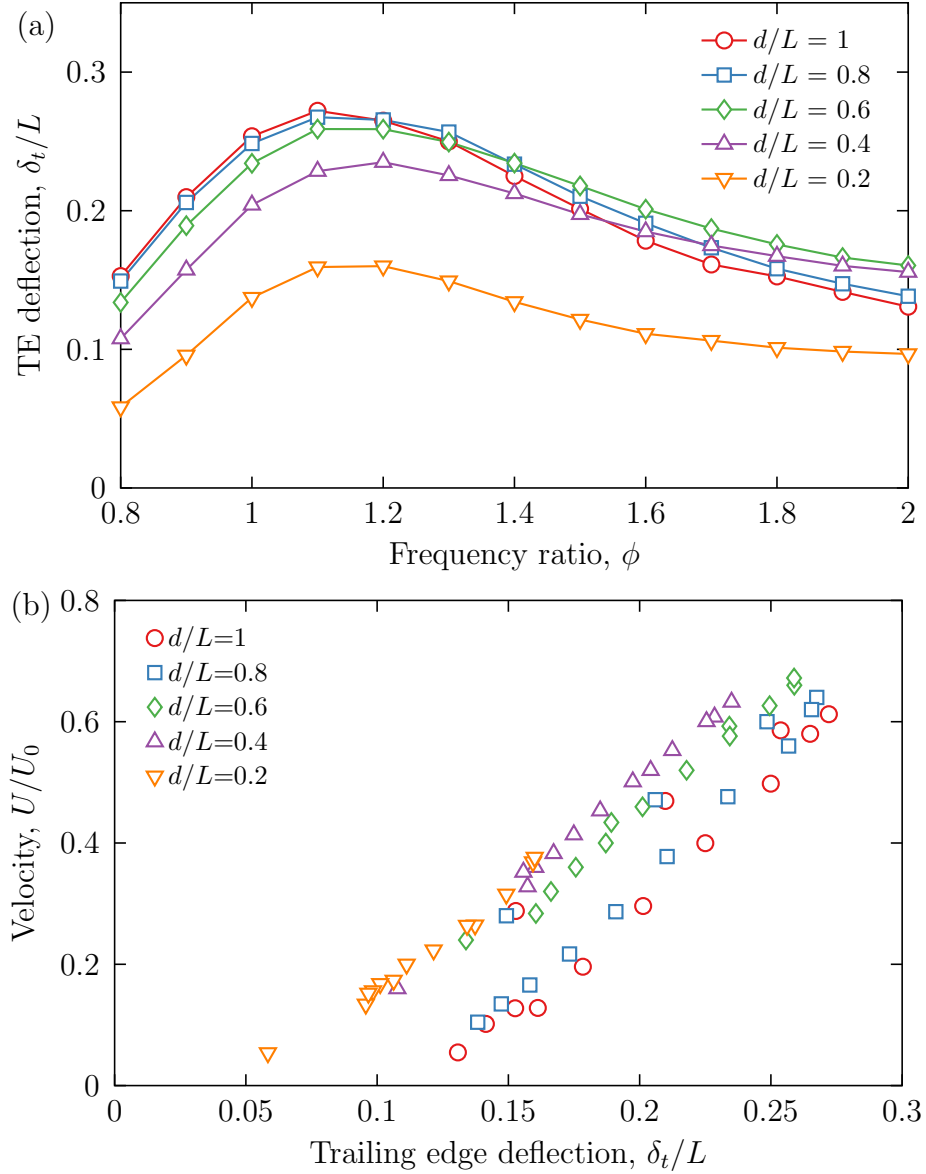 (a)
TE deflection, δt/L
0.3
0.2
0.1
0
d/L = 1
d/L = 0.8
d/L = 0.6
d/L = 0.4
d/L = 0.2
0.8 1 1.2 1.4 1.6 1.8 2
Frequency ratio, ϕ
(b)
Velocity, U/U0
0.8
0.6
0.4
0.2
0
d/L=1
d/L=0.8
d/L=0.6
d/L=0.4
d/L=0.2
0 0.05 0.1 0.15 0.2 0.25 0.3
Trailing edge deflection, δt/L